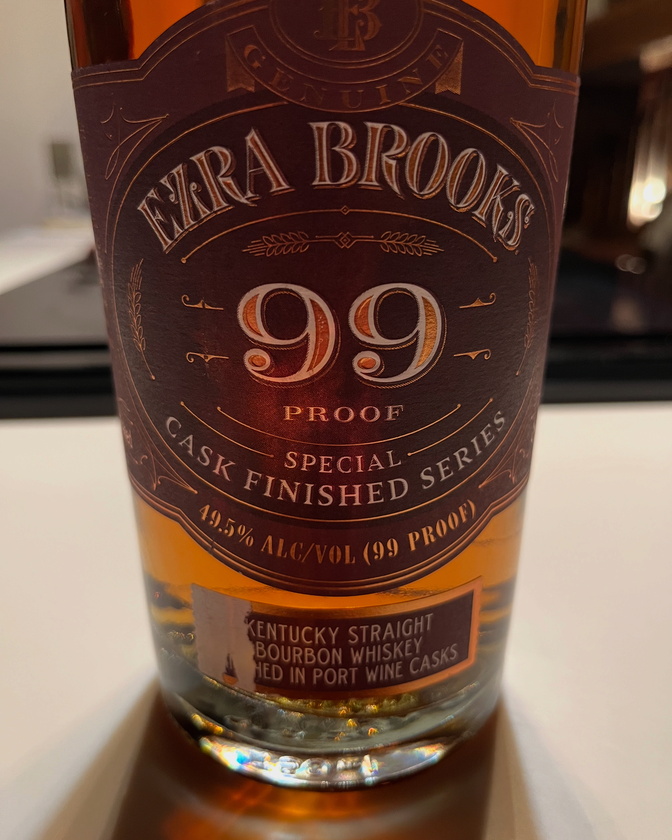 GENUINE
EZRA BROOKS
99
PROOF
SPECIAL
CASK FINISHED SERIES
49.5% ALC/VOL (99 PROOF)
KENTUCKY STRAIGHT
BOURBON WHISKEY
HED IN PORT WINE CASKS